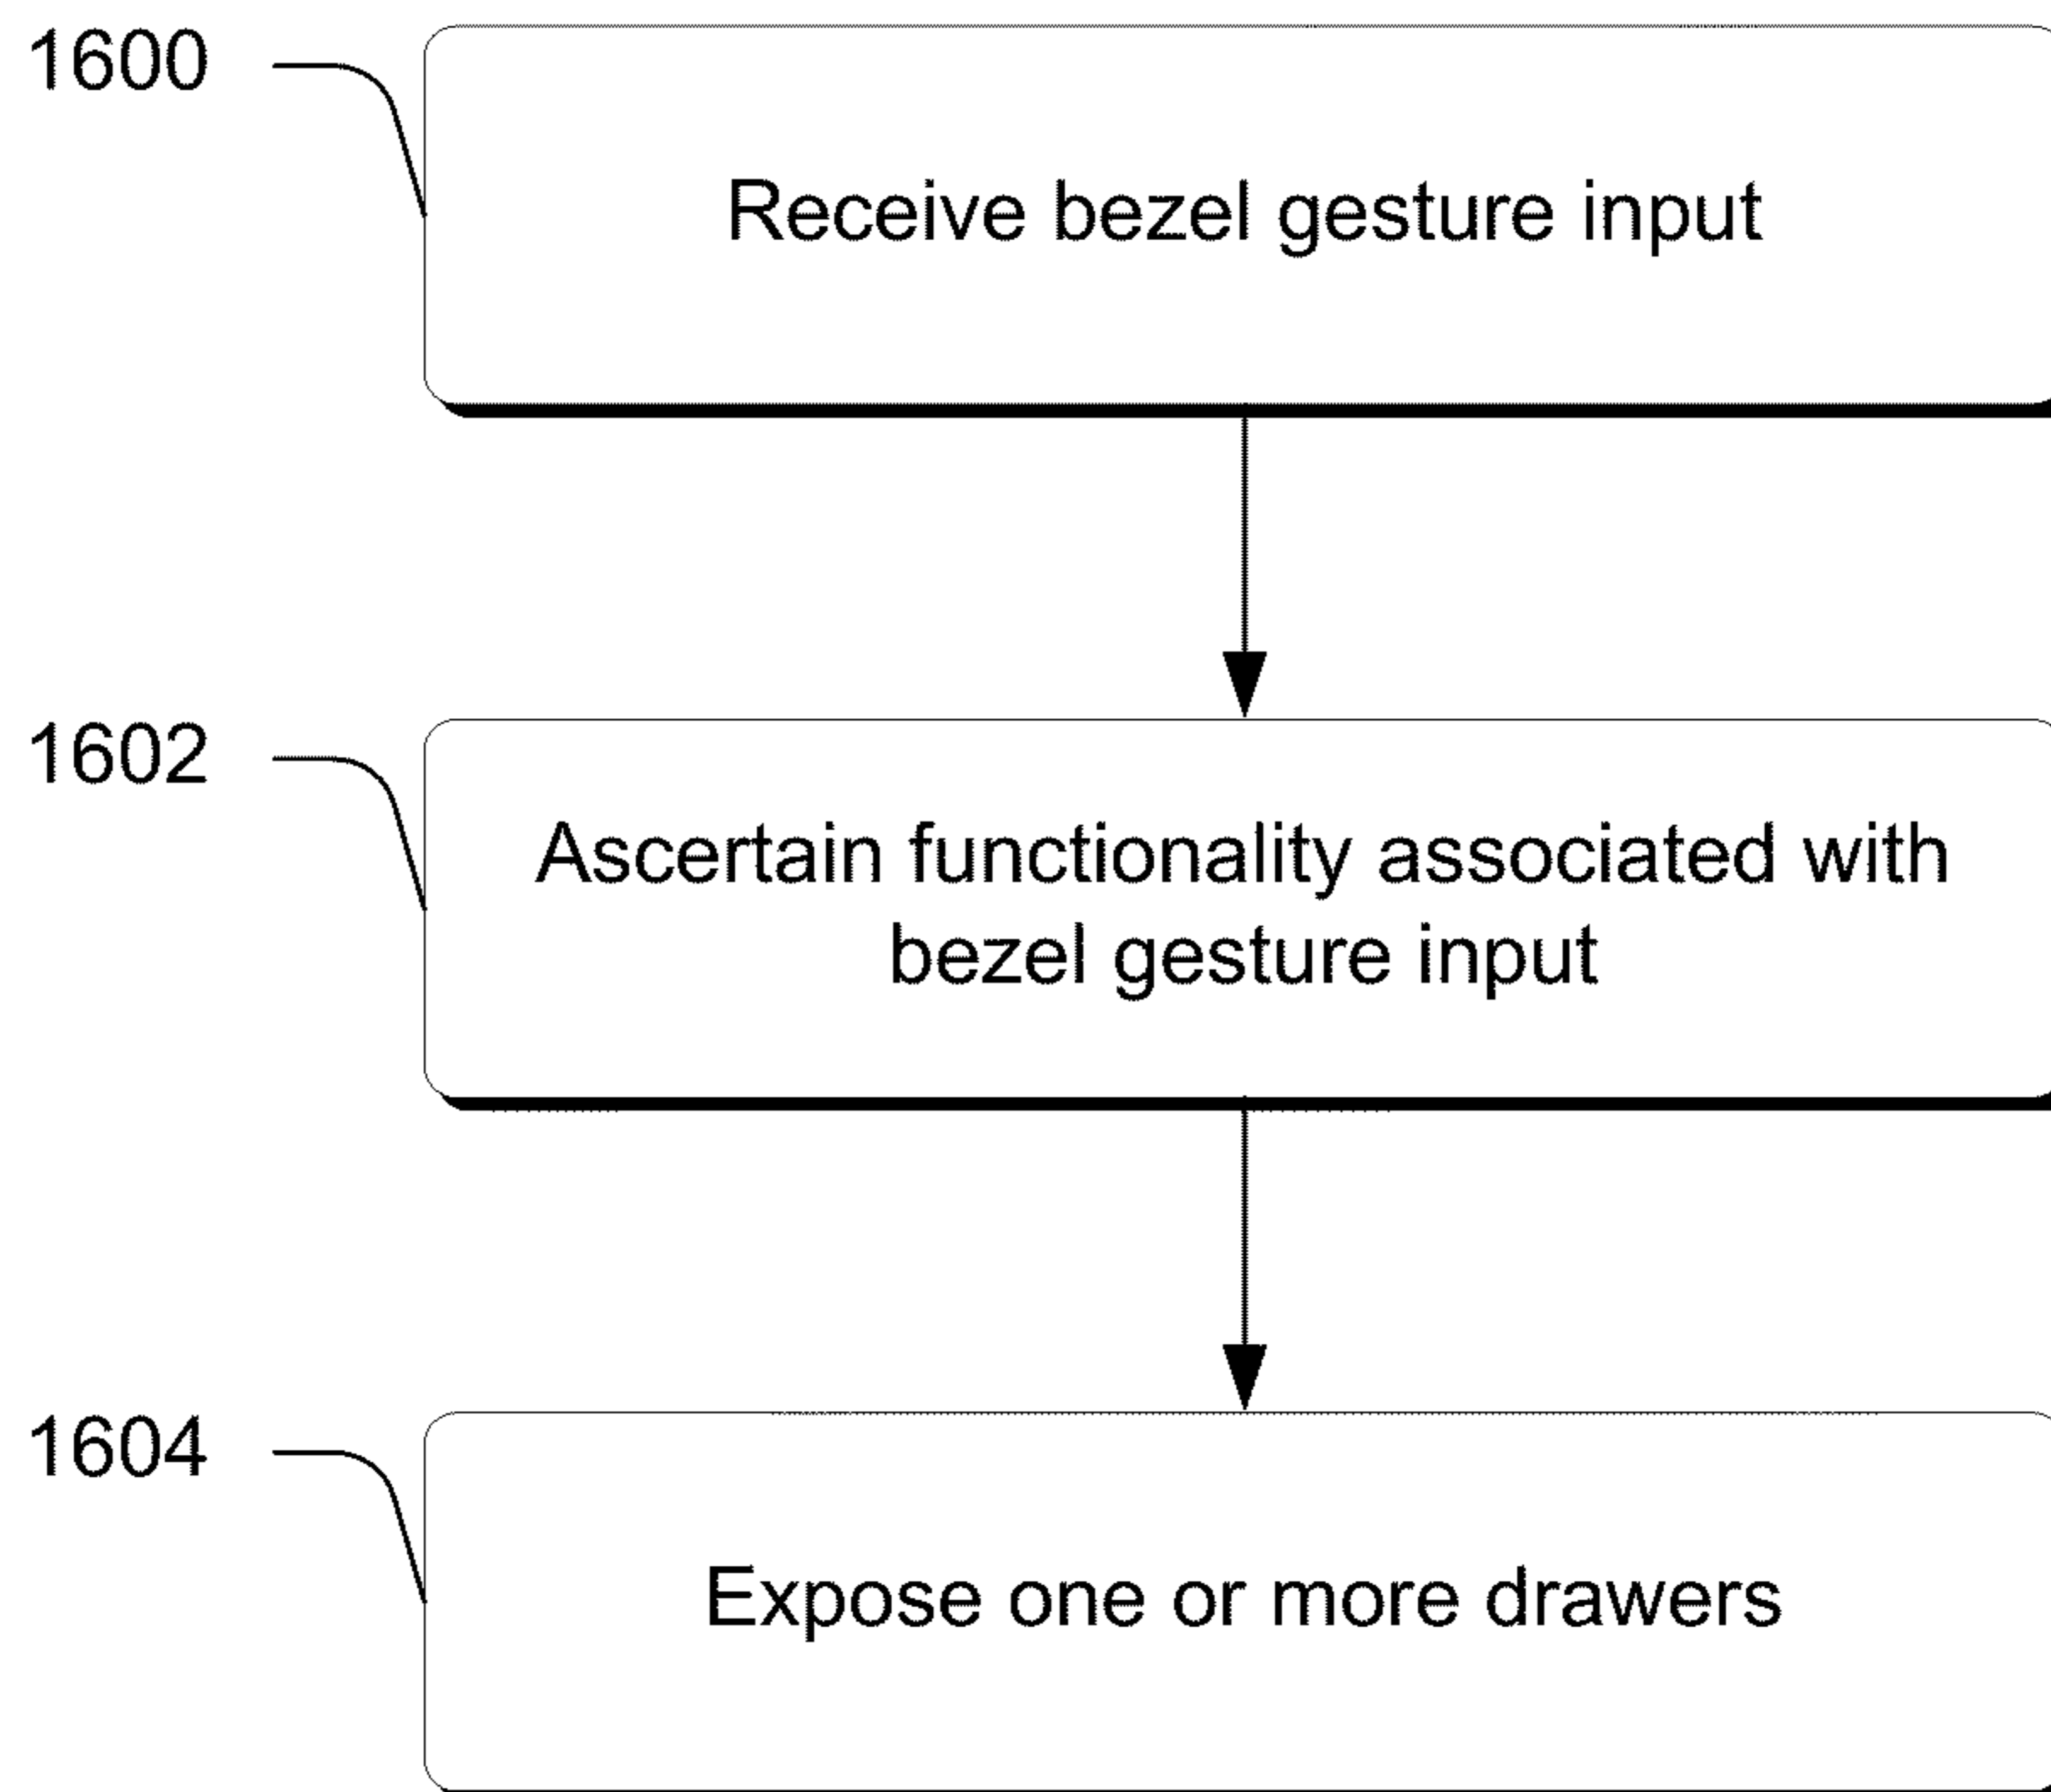 1600
Receive bezel gesture input
1602
Ascertain functionality associated with
bezel gesture input
1604
Expose one or more drawers